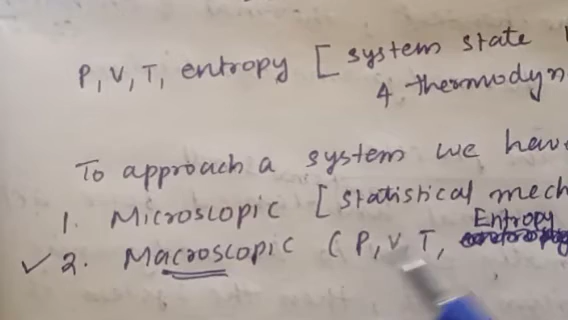 P, V, T, entropy [ system state
4 thermodyn
To approach a system we hav
1. Microscopic [ statistical mech
Entropy
✓ 2. Macroscopic ( P, V T,